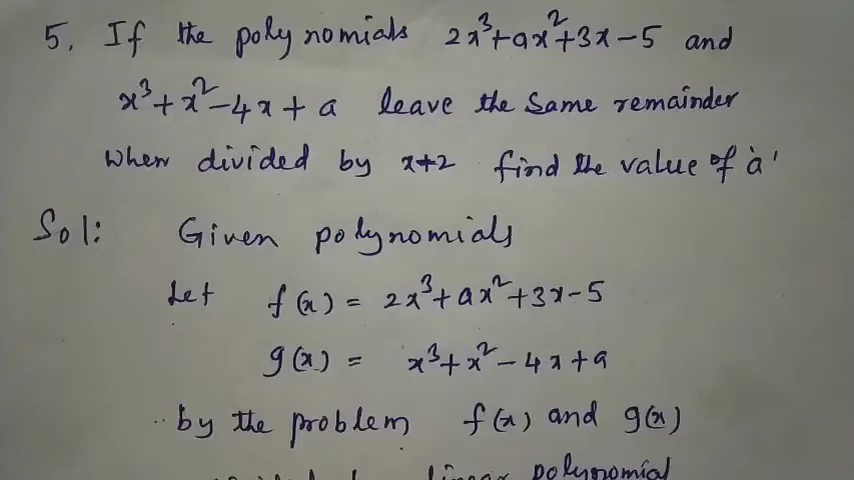 5. If the polynomials 2x³+ax²+3x-5 and
x³+x²-4x+a leave the same remainder
when divided by x+2 find the value of 'a'
Sol: Given polynomials
Let f(x) = 2x³+ax²+3x-5
g(x) = x³+x²-4x+a
by the problem f(x) and g(x)
linear polynomial